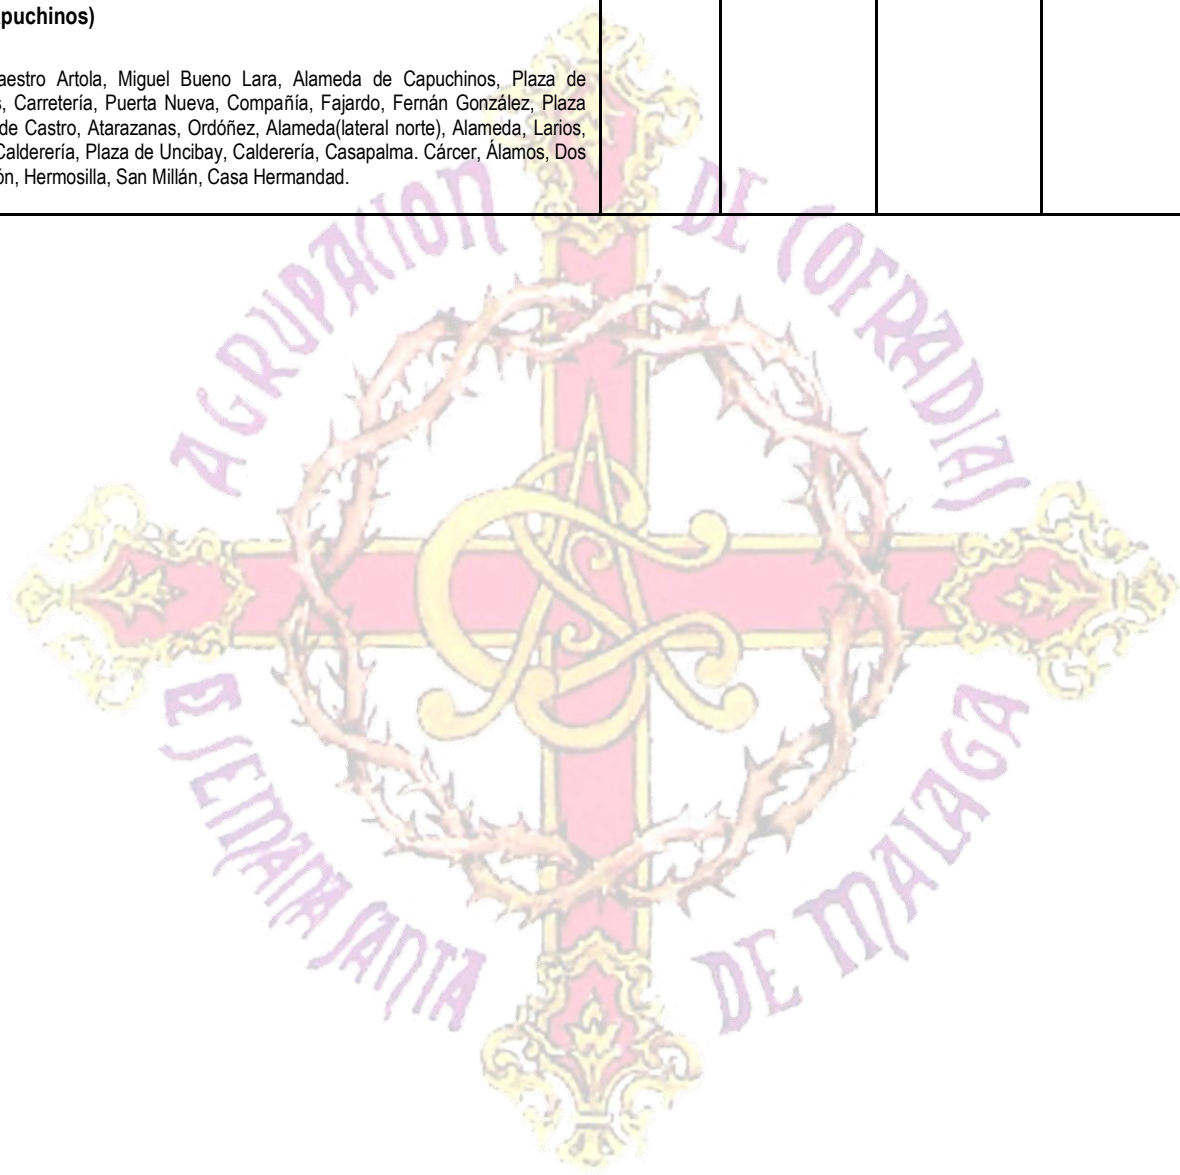 puchinos)
aestro Artola, Miguel Bueno Lara, Alameda de Capuchinos, Plaza de
s, Carretería, Puerta Nueva, Compañía, Fajardo, Fernán González, Plaza
de Castro, Atarazanas, Ordóñez, Alameda(lateral norte), Alameda, Larios,
Calderería, Plaza de Uncibay, Calderería, Casapalma. Cárcer, Álamos, Dos
ón, Hermosilla, San Millán, Casa Hermandad.
AGRUPACION DE COFRADIAS
E SEMANA SANTA DE MALAGA